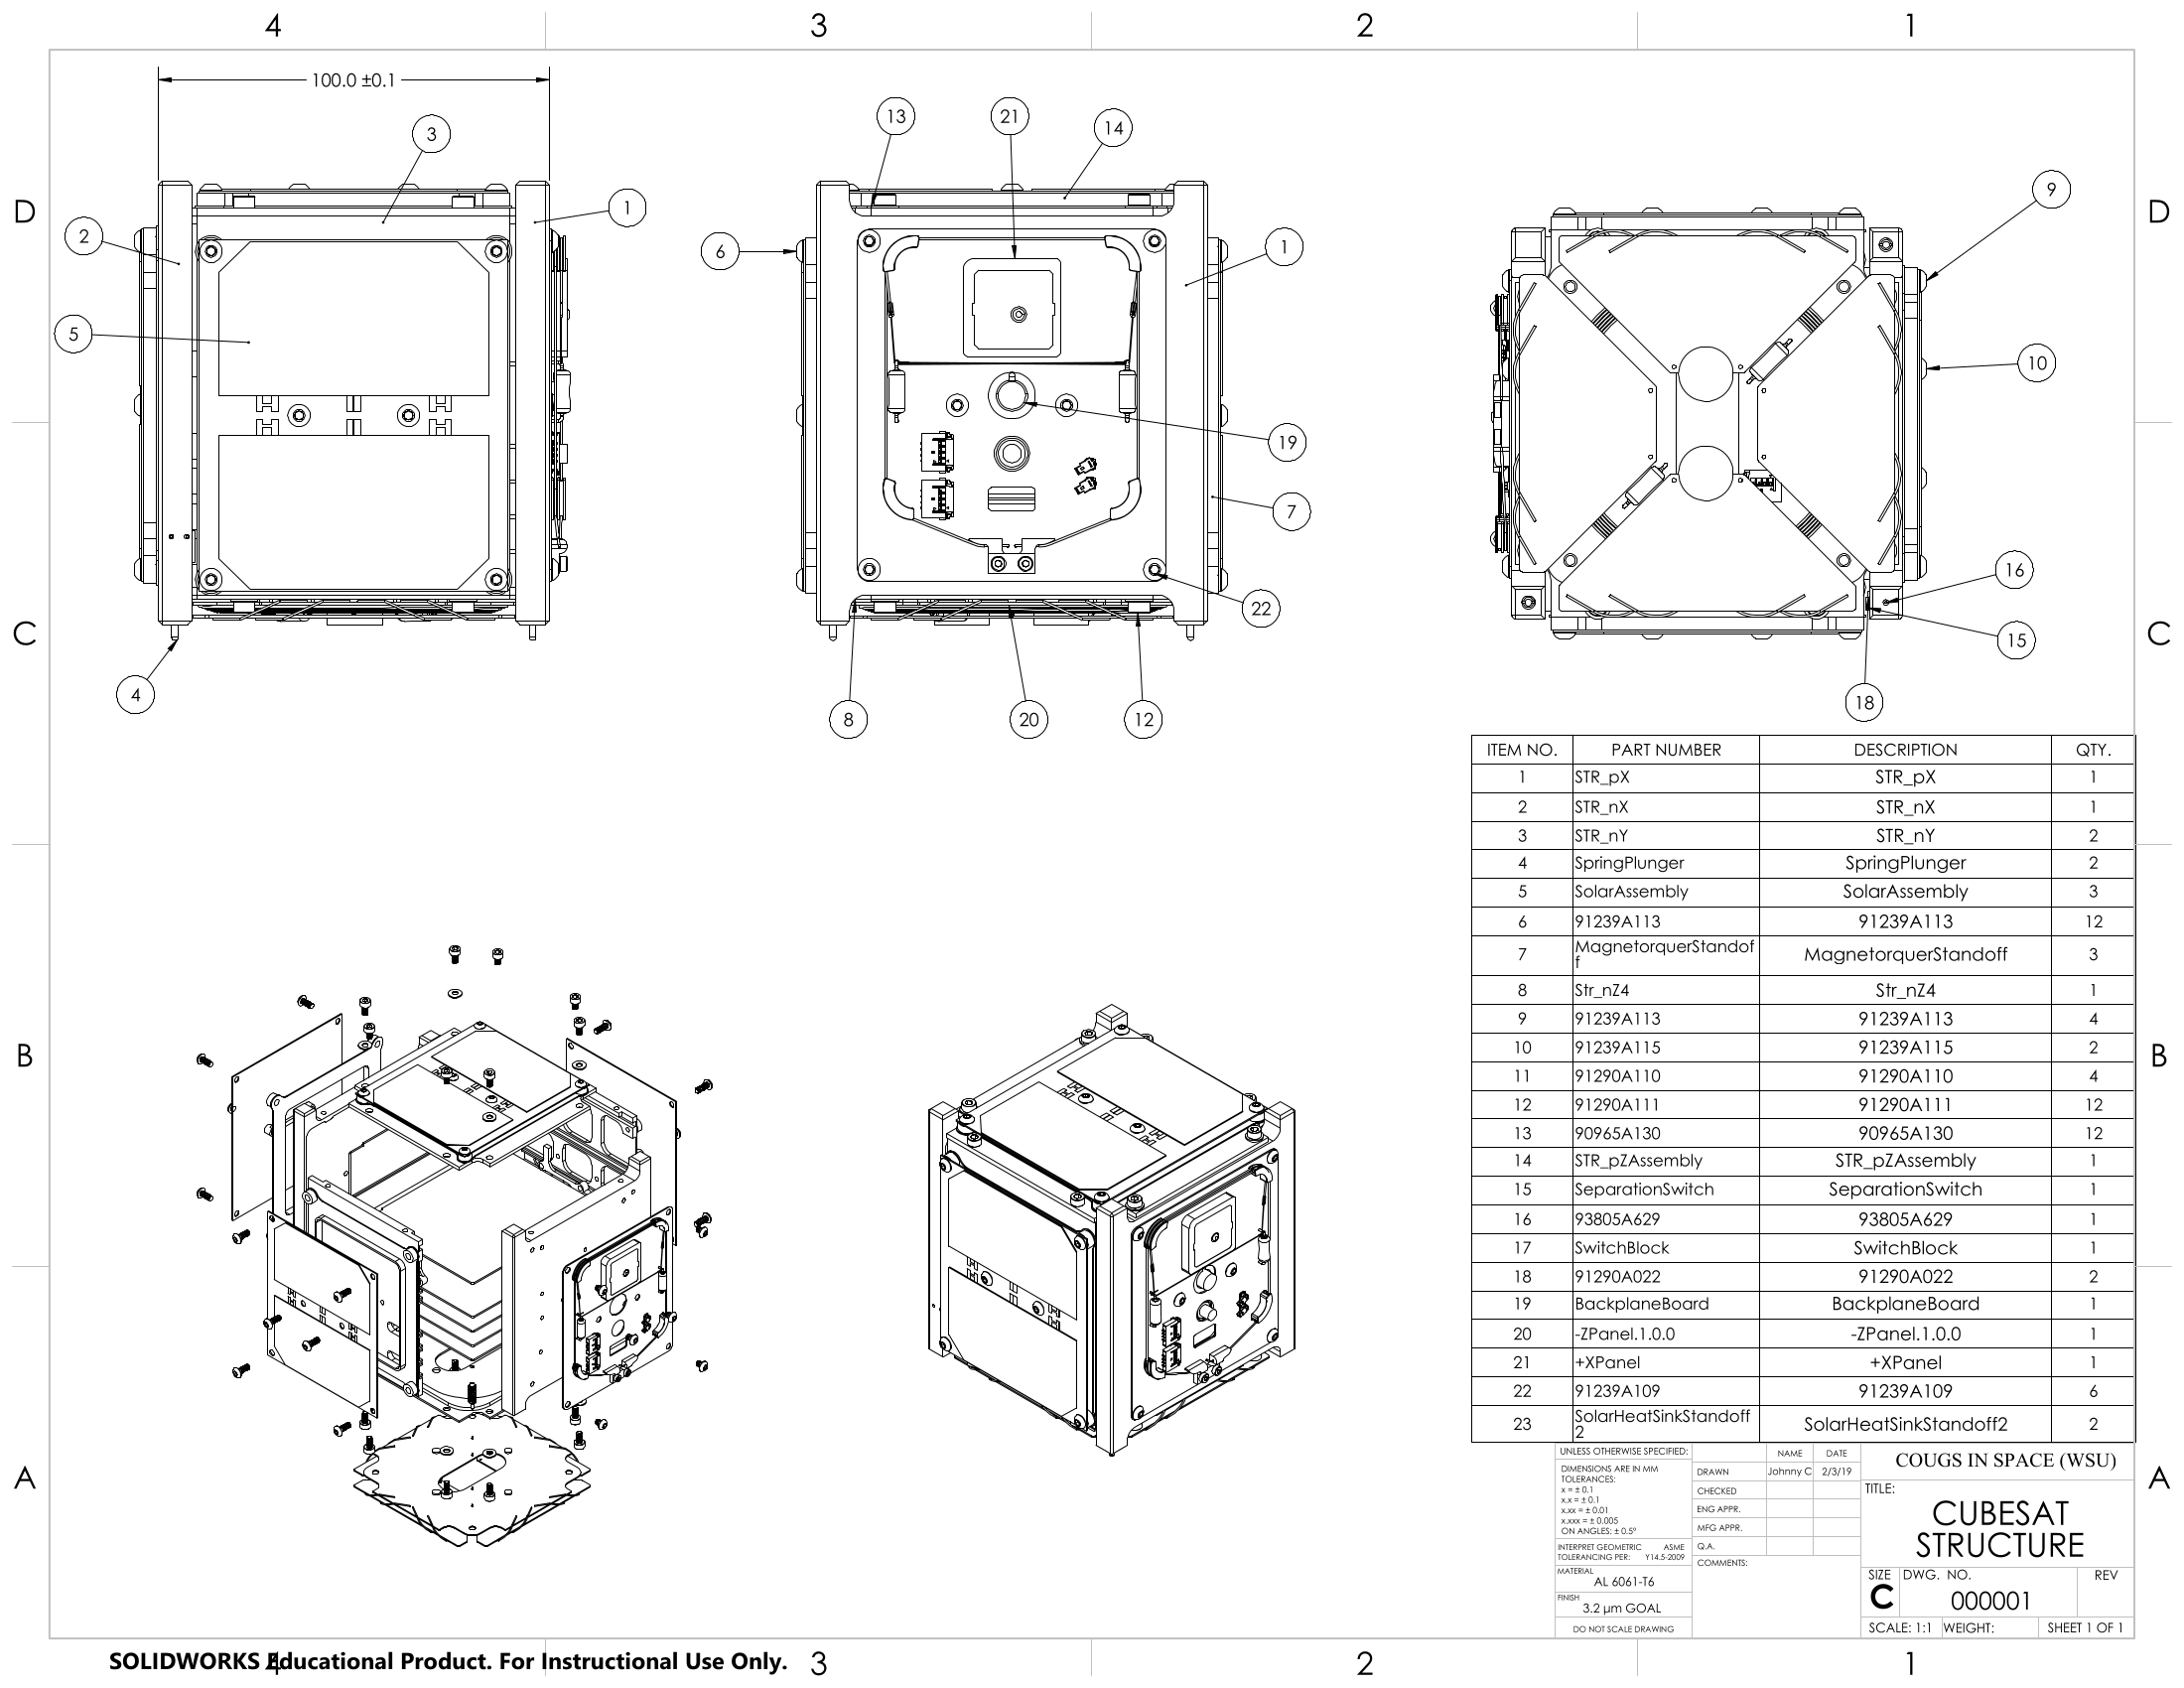 4 3 2 1
100.0 ±0.1
D D
3
1
2
5
4
13 21 14
6
1
19
7
22
8 20 12
9
10
16
15
18
C C
ITEM NO. PART NUMBER DESCRIPTION QTY.
1 STR_pX STR_pX 1
2 STR_nX STR_nX 1
3 STR_nY STR_nY 2
4 SpringPlunger SpringPlunger 2
5 SolarAssembly SolarAssembly 3
6 91239A113 91239A113 12
7 MagnetorquerStandof
f MagnetorquerStandoff 3
8 Str_nZ4 Str_nZ4 1
9 91239A113 91239A113 4
10 91239A115 91239A115 2
11 91290A110 91290A110 4
12 91290A111 91290A111 12
13 90965A130 90965A130 12
14 STR_pZAssembly STR_pZAssembly 1
15 SeparationSwitch SeparationSwitch 1
16 93805A629 93805A629 1
17 SwitchBlock SwitchBlock 1
18 91290A022 91290A022 2
19 BackplaneBoard BackplaneBoard 1
20 -ZPanel.1.0.0 -ZPanel.1.0.0 1
21 +XPanel +XPanel 1
22 91239A109 91239A109 6
23 SolarHeatSinkStandoff
2 SolarHeatSinkStandoff2 2
B B
A A
UNLESS OTHERWISE SPECIFIED:
DIMENSIONS ARE IN MM
TOLERANCES:
x = ± 0.1
x.x = ± 0.1
x.xx = ± 0.01
x.xxx = ± 0.005
ON ANGLES: ± 0.5°
INTERPRET GEOMETRIC ASME
TOLERANCING PER: Y14.5-2009
MATERIAL
AL 6061-T6
FINISH
3.2 µm GOAL
DO NOT SCALE DRAWING
NAME DATE
DRAWN Johnny C 2/3/19
CHECKED
ENG APPR.
MFG APPR.
Q.A.
COMMENTS:
COUGS IN SPACE (WSU)
TITLE:
CUBESAT
STRUCTURE
SIZE DWG. NO. REV
C 000001
SCALE: 1:1 WEIGHT: SHEET 1 OF 1
SOLIDWORKS Educational Product. For Instructional Use Only.
4 3 2 1